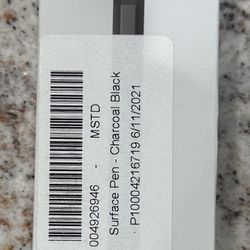 004926946 - MSTD
Surface Pen - Charcoal Black
P10004216719 6/11/2021